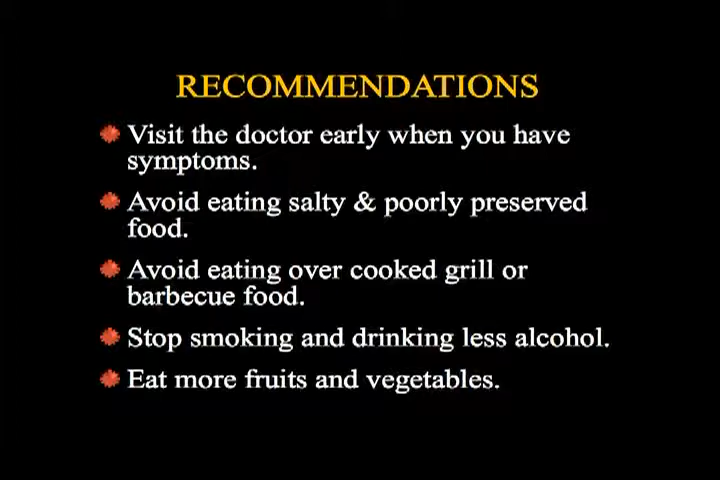 RECOMMENDATIONS
Visit the doctor early when you have
symptoms.
Avoid eating salty & poorly preserved
food.
Avoid eating over cooked grill or
barbecue food.
Stop smoking and drinking less alcohol.
Eat more fruits and vegetables.